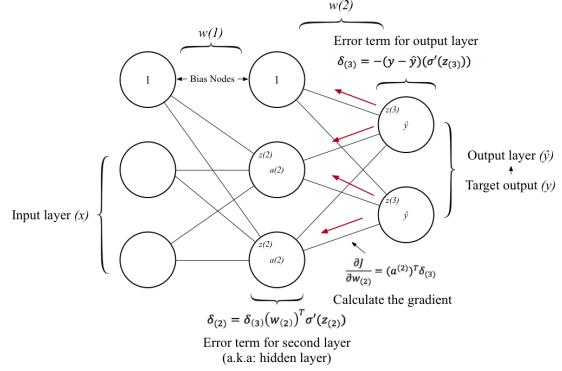 w(2)
w(1)
Error term for output layer
δ(3) = −(y − ŷ)(σ′(z(3)))
1
Bias Nodes
1
z(3)
ŷ
z(2)
a(2)
Output layer (ŷ)
Target output (y)
z(3)
ŷ
Input layer (x)
z(2)
a(2)
∂J/∂w(2) = (a⁽²⁾)ᵀδ(3)
Calculate the gradient
δ(2) = δ(3)(w(2))ᵀσ′(z(2))
Error term for second layer
(a.k.a: hidden layer)